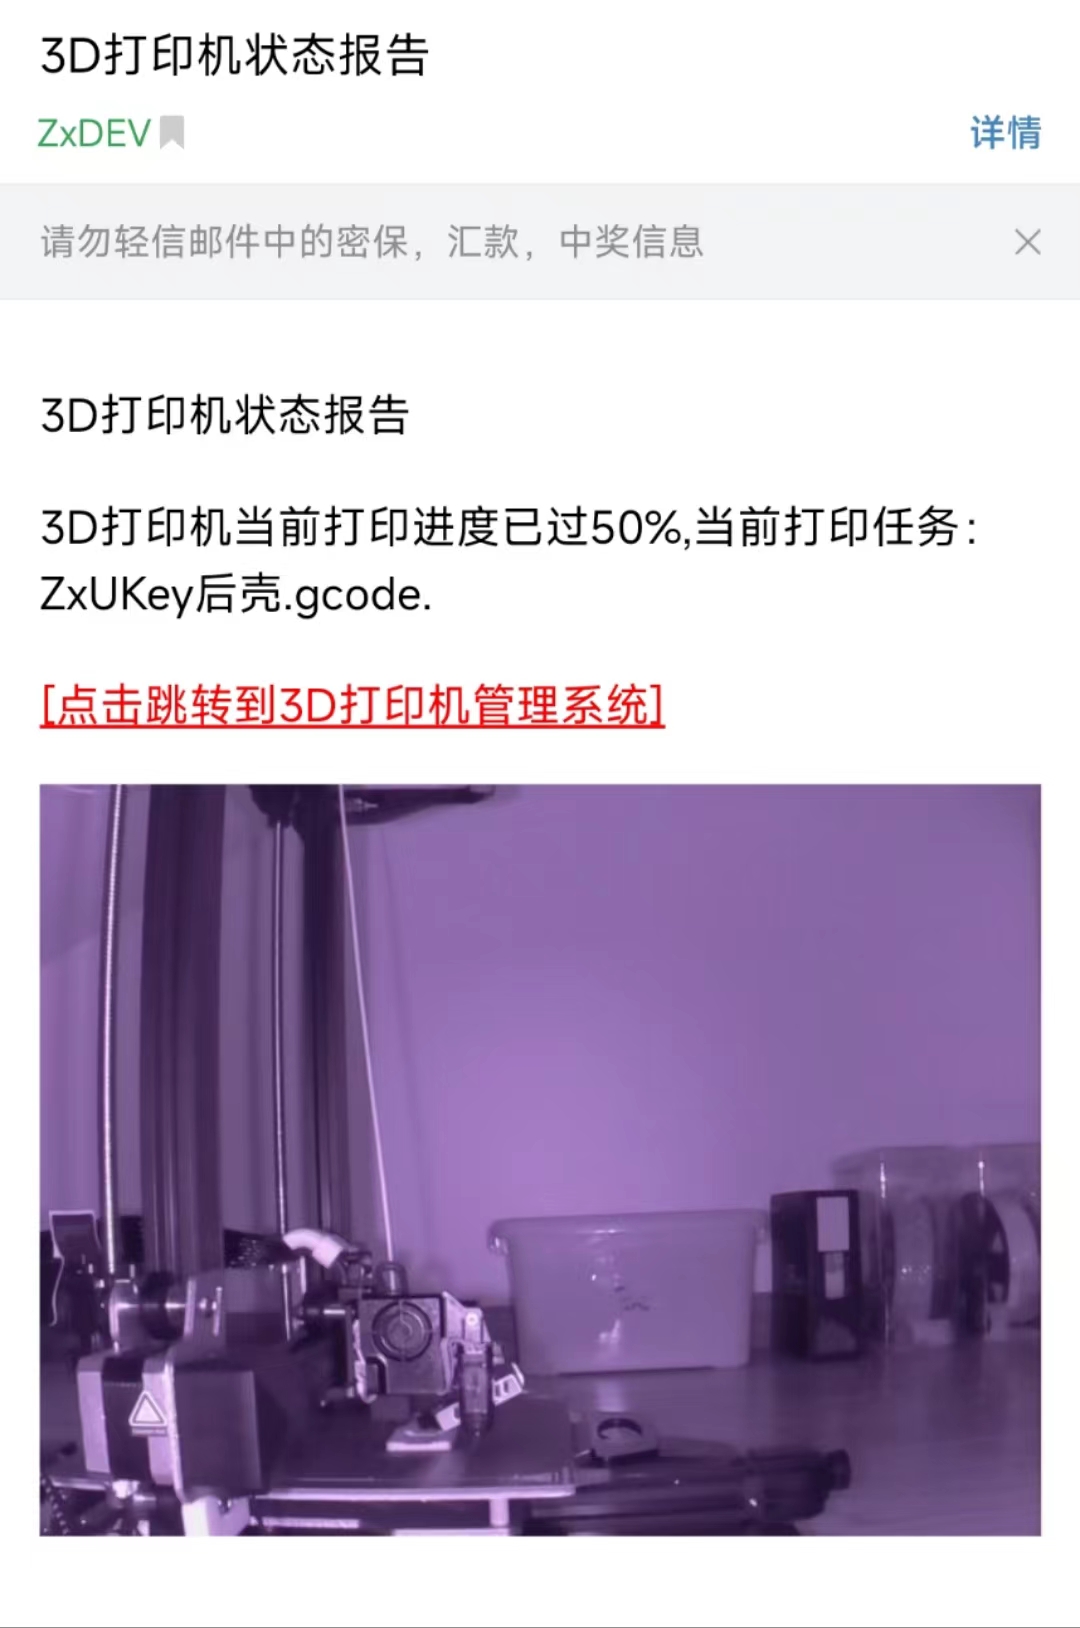 3D打印机状态报告
ZxDEV
详情
请勿轻信邮件中的密保，汇款，中奖信息
3D打印机状态报告
3D打印机当前打印进度已过50%,当前打印任务：
ZxUKey后壳.gcode.
[点击跳转到3D打印机管理系统]